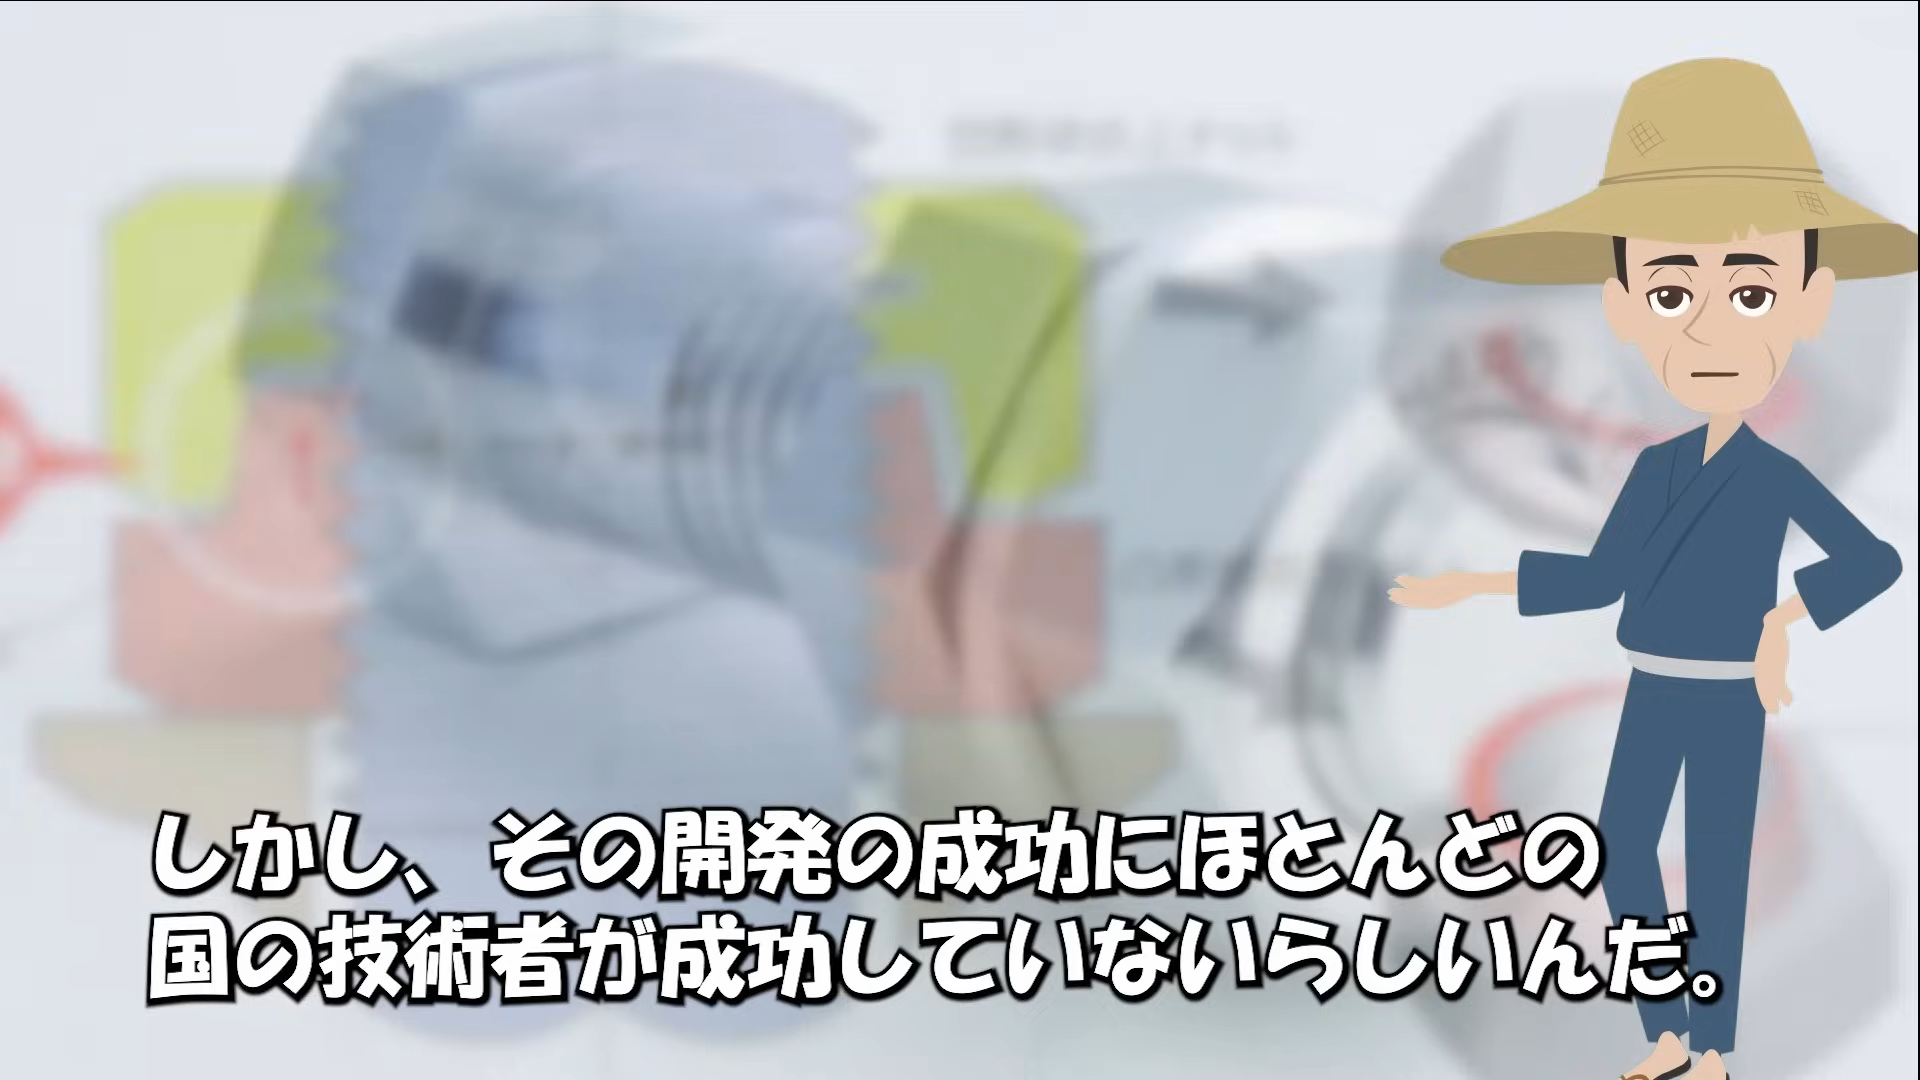 しかし、その開発の成功にほとんどの
国の技術者が成功していないらしいんだ。